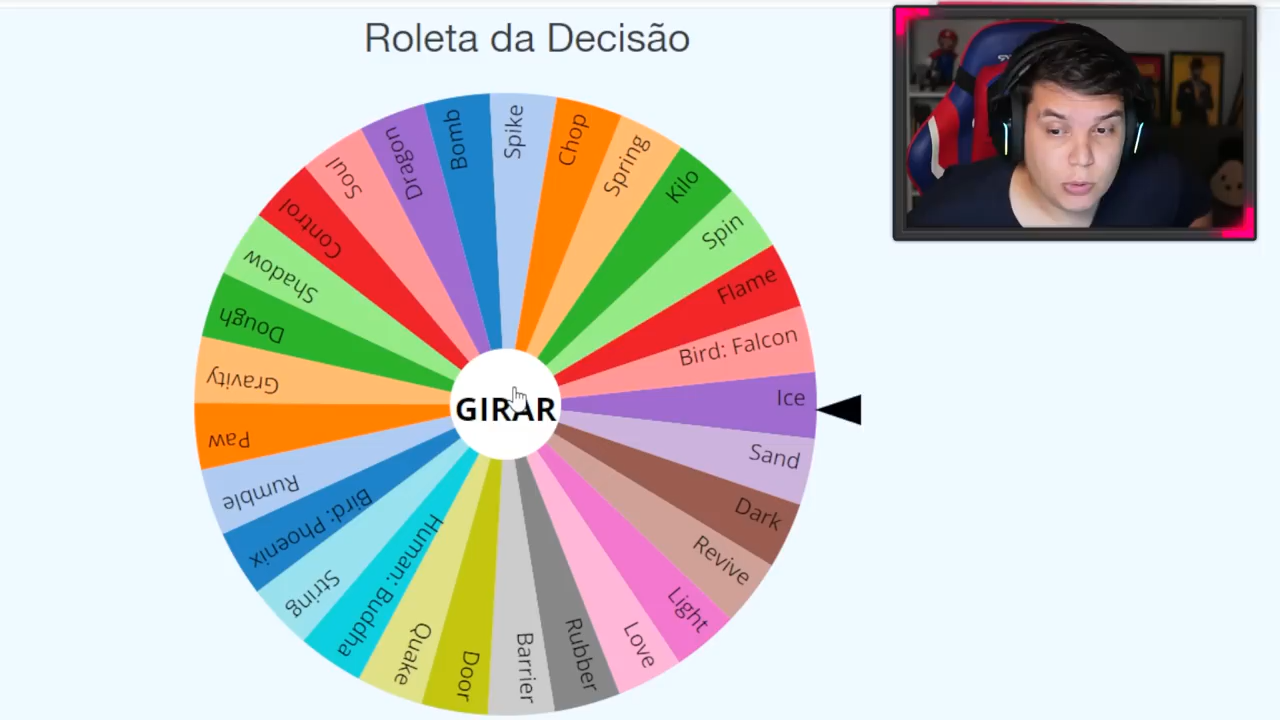 Roleta da Decisão
Bomb
Spike
Chop
Spring
Kilo
Spin
Flame
Bird: Falcon
Ice
Sand
Dark
Revive
Light
Love
Rubber
Barrier
Door
Quake
Human: Buddha
String
Bird: Phoenix
Rumble
Paw
Gravity
Dough
Shadow
Control
Soul
Dragon
GIRAR